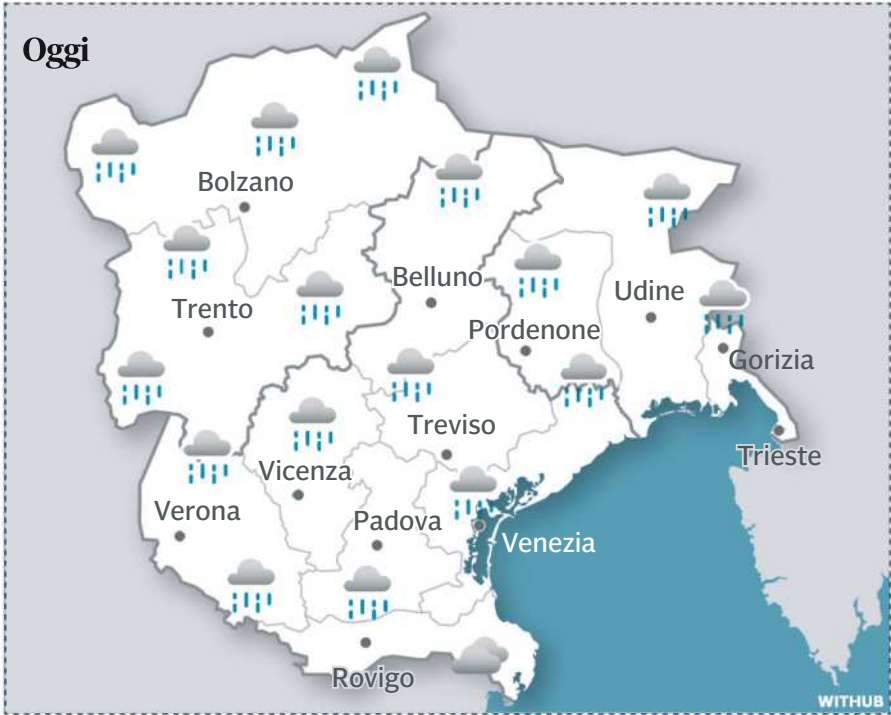 Oggi
Bolzano
Belluno
Udine
Trento
Pordenone
Gorizia
Treviso
Trieste
Vicenza
Verona
Padova
Venezia
Rovigo
WITHUB